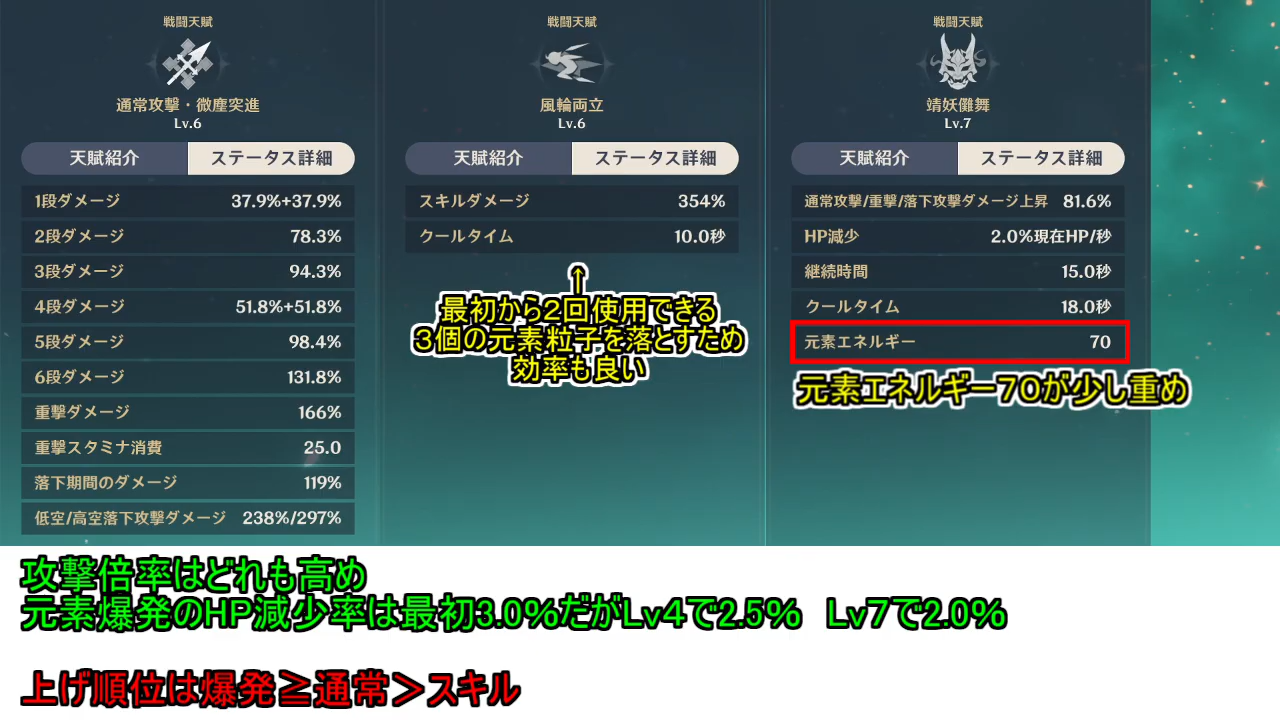 戦闘天賦
通常攻撃・微塵突進
Lv.6
天賦紹介 ステータス詳細
1段ダメージ 37.9%+37.9%
2段ダメージ 78.3%
3段ダメージ 94.3%
4段ダメージ 51.8%+51.8%
5段ダメージ 98.4%
6段ダメージ 131.8%
重撃ダメージ 166%
重撃スタミナ消費 25.0
落下期間のダメージ 119%
低空/高空落下攻撃ダメージ 238%/297%
戦闘天賦
風輪両立
Lv.6
天賦紹介 ステータス詳細
スキルダメージ 354%
クールタイム 10.0秒
↑
最初から2回使用できる
3個の元素粒子を落とすため
効率も良い
戦闘天賦
靖妖儺舞
Lv.7
天賦紹介 ステータス詳細
通常攻撃/重撃/落下攻撃ダメージ上昇 81.6%
HP減少 2.0%現在HP/秒
継続時間 15.0秒
クールタイム 18.0秒
元素エネルギー 70
元素エネルギー70が少し重め
攻撃倍率はどれも高め
元素爆発のHP減少率は最初3.0%だがLv4で2.5% Lv7で2.0%
上げ順位は爆発≧通常＞スキル